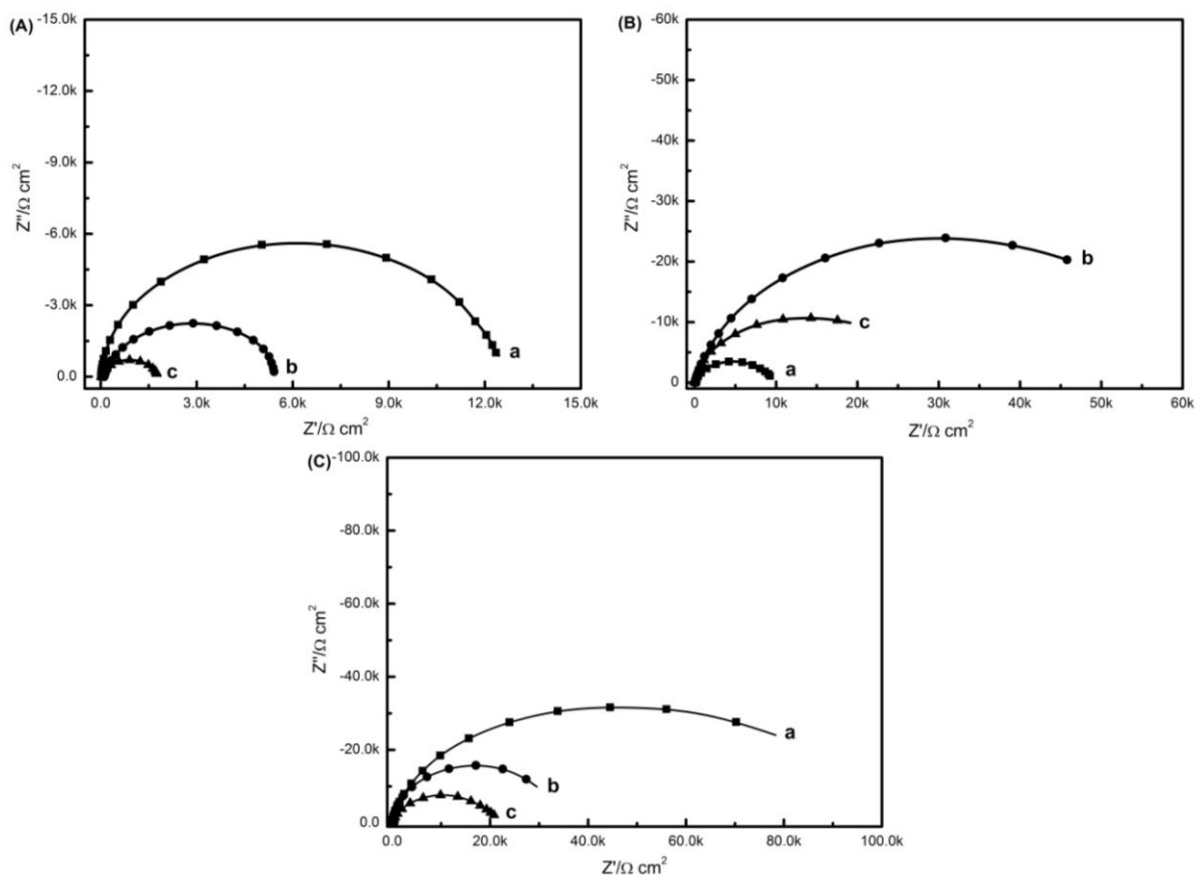 (A)
-15.0k
-12.0k
-9.0k
-6.0k
-3.0k
0.0
Z''/Ω cm²
0.0
3.0k
6.0k
9.0k
12.0k
15.0k
Z'/Ω cm²
a
b
c
(B)
-60k
-50k
-40k
-30k
-20k
-10k
0
Z''/Ω cm²
0
10k
20k
30k
40k
50k
60k
Z'/Ω cm²
b
c
a
(C)
-100.0k
-80.0k
-60.0k
-40.0k
-20.0k
0.0
Z''/Ω cm²
0.0
20.0k
40.0k
60.0k
80.0k
100.0k
Z'/Ω cm²
a
b
c